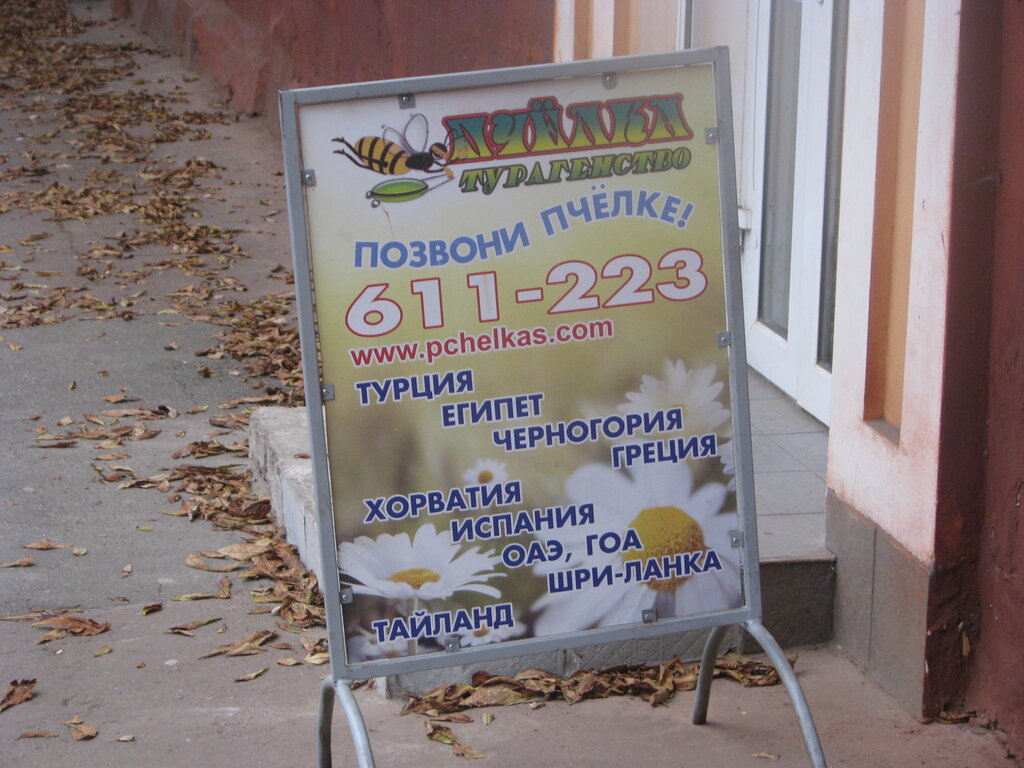 ПЧЁЛКА
ТУРАГЕНСТВО
ПОЗВОНИ ПЧЁЛКЕ!
611-223
www.pchelkas.com
ТУРЦИЯ
ЕГИПЕТ
ЧЕРНОГОРИЯ
ГРЕЦИЯ
ХОРВАТИЯ
ИСПАНИЯ
ОАЭ, ГОА
ШРИ-ЛАНКА
ТАЙЛАНД